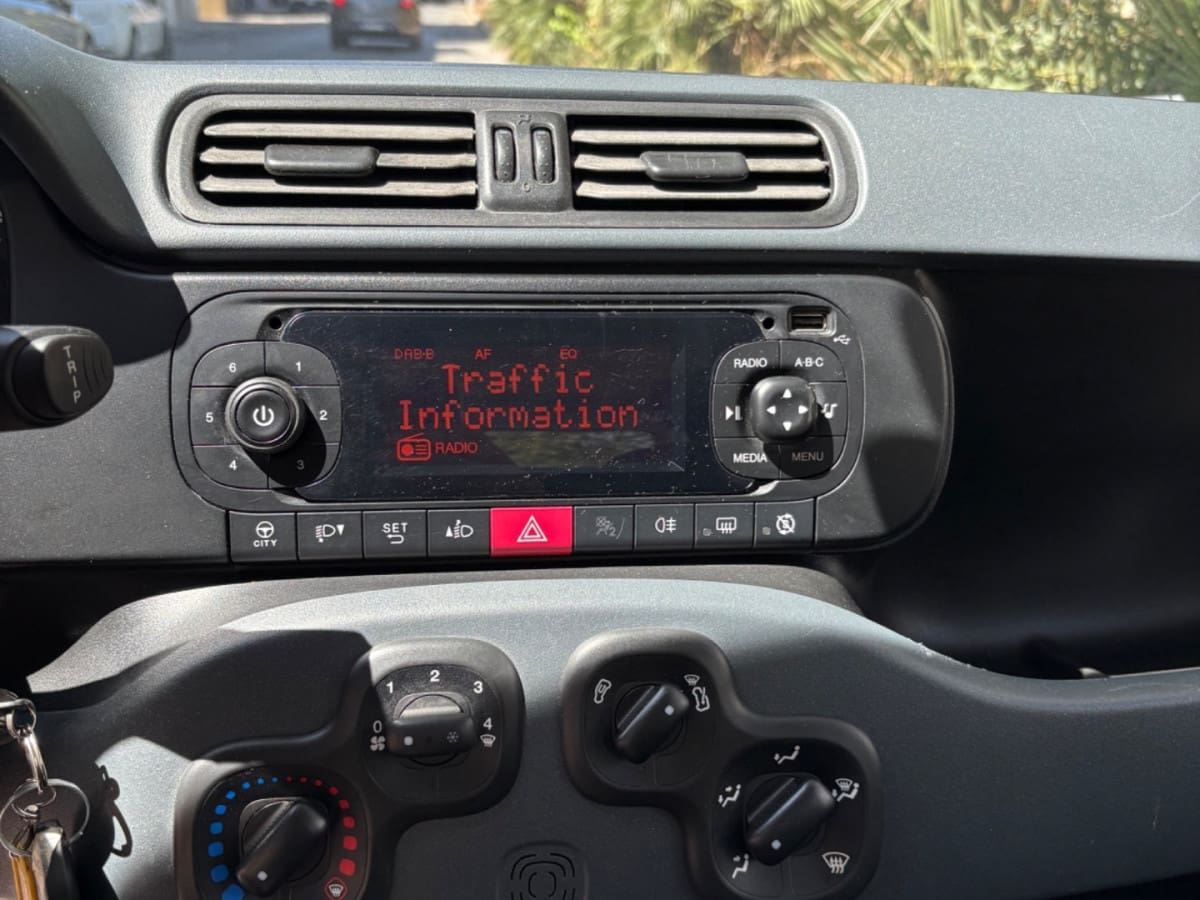 DAB·B AF EQ
Traffic
Information
RADIO
6 1
5 2
4 3
RADIO A·B·C
MEDIA MENU
TRIP
CITY
SET
2
0 1 2 3 4